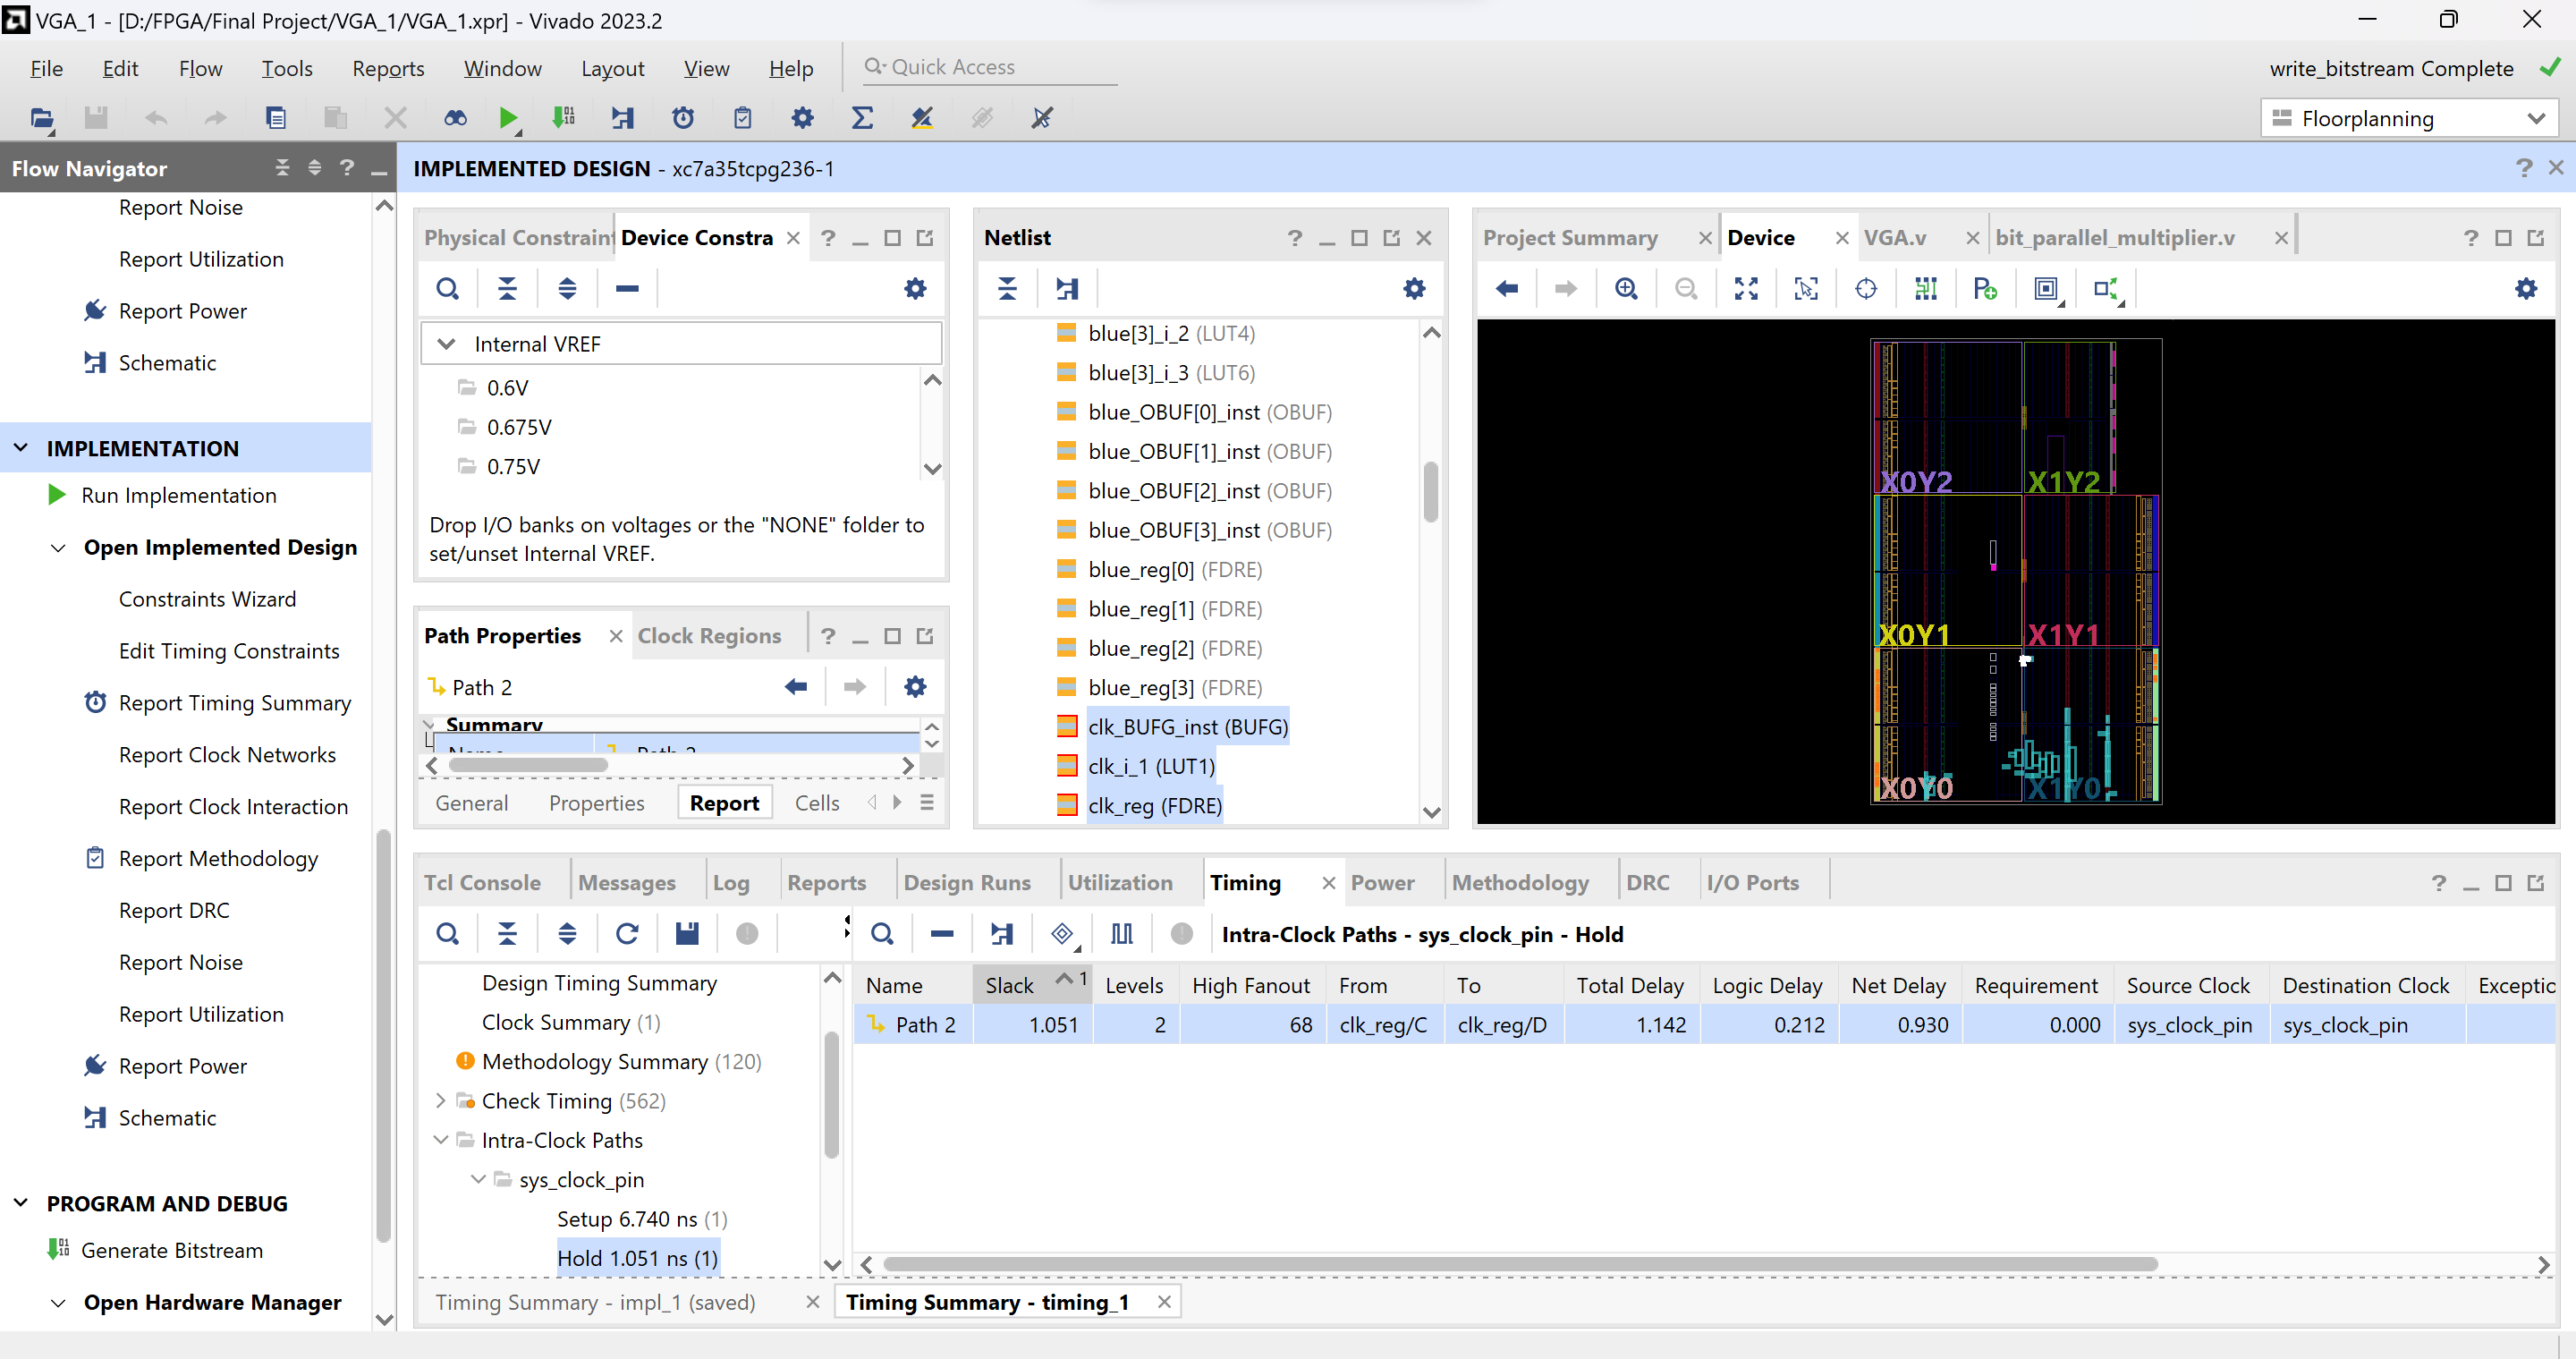 VGA_1 - [D:/FPGA/Final Project/VGA_1/VGA_1.xpr] - Vivado 2023.2
File Edit Flow Tools Reports Window Layout View Help
Quick Access
write_bitstream Complete
Floorplanning
Flow Navigator
Report Noise
Report Utilization
Report Power
Schematic
IMPLEMENTATION
Run Implementation
Open Implemented Design
Constraints Wizard
Edit Timing Constraints
Report Timing Summary
Report Clock Networks
Report Clock Interaction
Report Methodology
Report DRC
Report Noise
Report Utilization
Report Power
Schematic
PROGRAM AND DEBUG
Generate Bitstream
Open Hardware Manager
IMPLEMENTED DESIGN - xc7a35tcpg236-1
Physical Constraint Device Constra
Internal VREF
0.6V
0.675V
0.75V
Drop I/O banks on voltages or the "NONE" folder to
set/unset Internal VREF.
Path Properties Clock Regions
Path 2
Summary
Name Path 2
General Properties Report Cells
Netlist
blue[3]_i_2 (LUT4)
blue[3]_i_3 (LUT6)
blue_OBUF[0]_inst (OBUF)
blue_OBUF[1]_inst (OBUF)
blue_OBUF[2]_inst (OBUF)
blue_OBUF[3]_inst (OBUF)
blue_reg[0] (FDRE)
blue_reg[1] (FDRE)
blue_reg[2] (FDRE)
blue_reg[3] (FDRE)
clk_BUFG_inst (BUFG)
clk_i_1 (LUT1)
clk_reg (FDRE)
Project Summary Device VGA.v bit_parallel_multiplier.v
X0Y2 X1Y2
X0Y1 X1Y1
X0Y0 X1Y0
Tcl Console Messages Log Reports Design Runs Utilization Timing Power Methodology DRC I/O Ports
Design Timing Summary
Clock Summary (1)
Methodology Summary (120)
Check Timing (562)
Intra-Clock Paths
sys_clock_pin
Setup 6.740 ns (1)
Hold 1.051 ns (1)
Intra-Clock Paths - sys_clock_pin - Hold
Name Slack 1 Levels High Fanout From To Total Delay Logic Delay Net Delay Requirement Source Clock Destination Clock Exceptio
Path 2 1.051 2 68 clk_reg/C clk_reg/D 1.142 0.212 0.930 0.000 sys_clock_pin sys_clock_pin
Timing Summary - impl_1 (saved) Timing Summary - timing_1